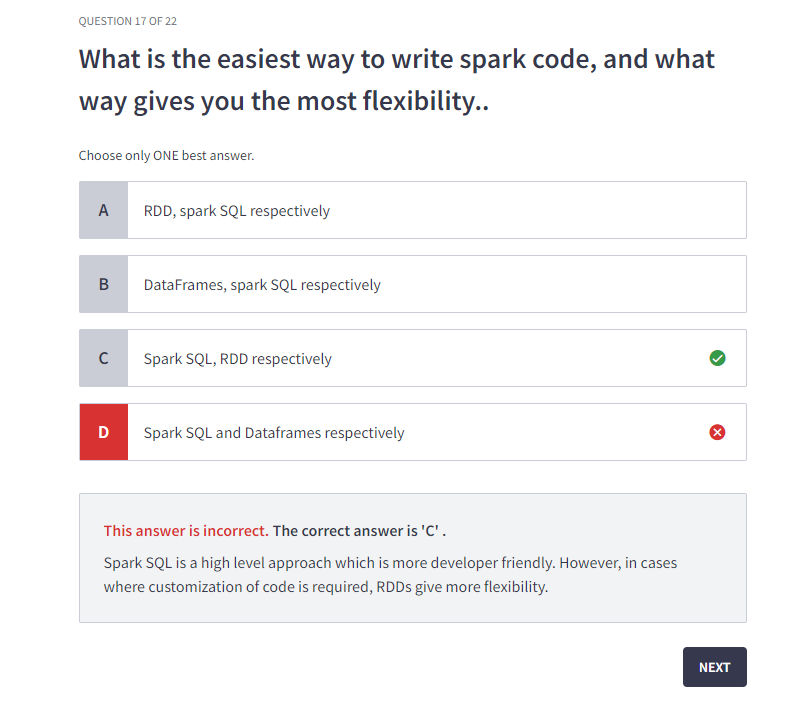 QUESTION 17 OF 22
What is the easiest way to write spark code, and what
way gives you the most flexibility..
Choose only ONE best answer.
A RDD, spark SQL respectively
B DataFrames, spark SQL respectively
C Spark SQL, RDD respectively
D Spark SQL and Dataframes respectively
This answer is incorrect. The correct answer is 'C' .
Spark SQL is a high level approach which is more developer friendly. However, in cases
where customization of code is required, RDDs give more flexibility.
NEXT